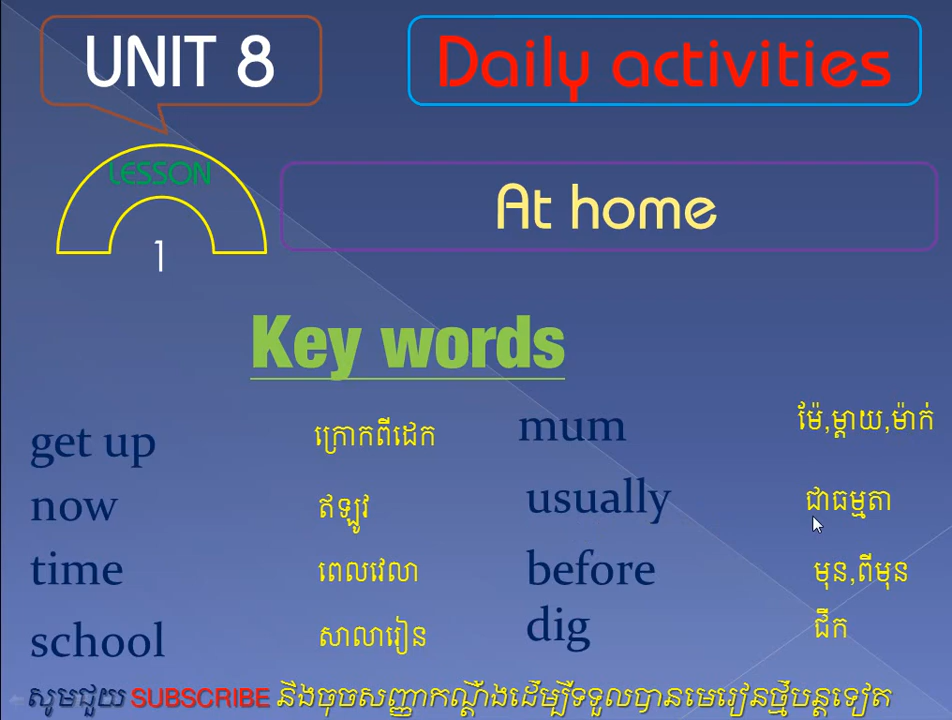 UNIT 8
Daily activities
LESSON
1
At home
Key words
get up ក្រោកពីដេក
now ឥឡូវ
time ពេលវេលា
school សាលារៀន
mum ម៉ែ,ម្តាយ,ម៉ាក់
usually ជាធម្មតា
before មុន,ពីមុន
dig ជីក
សូមជួយ SUBSCRIBE និងចុចសញ្ញាកណ្តឹងដើម្បីទទួលបានមេរៀនថ្មីបន្តទៀត